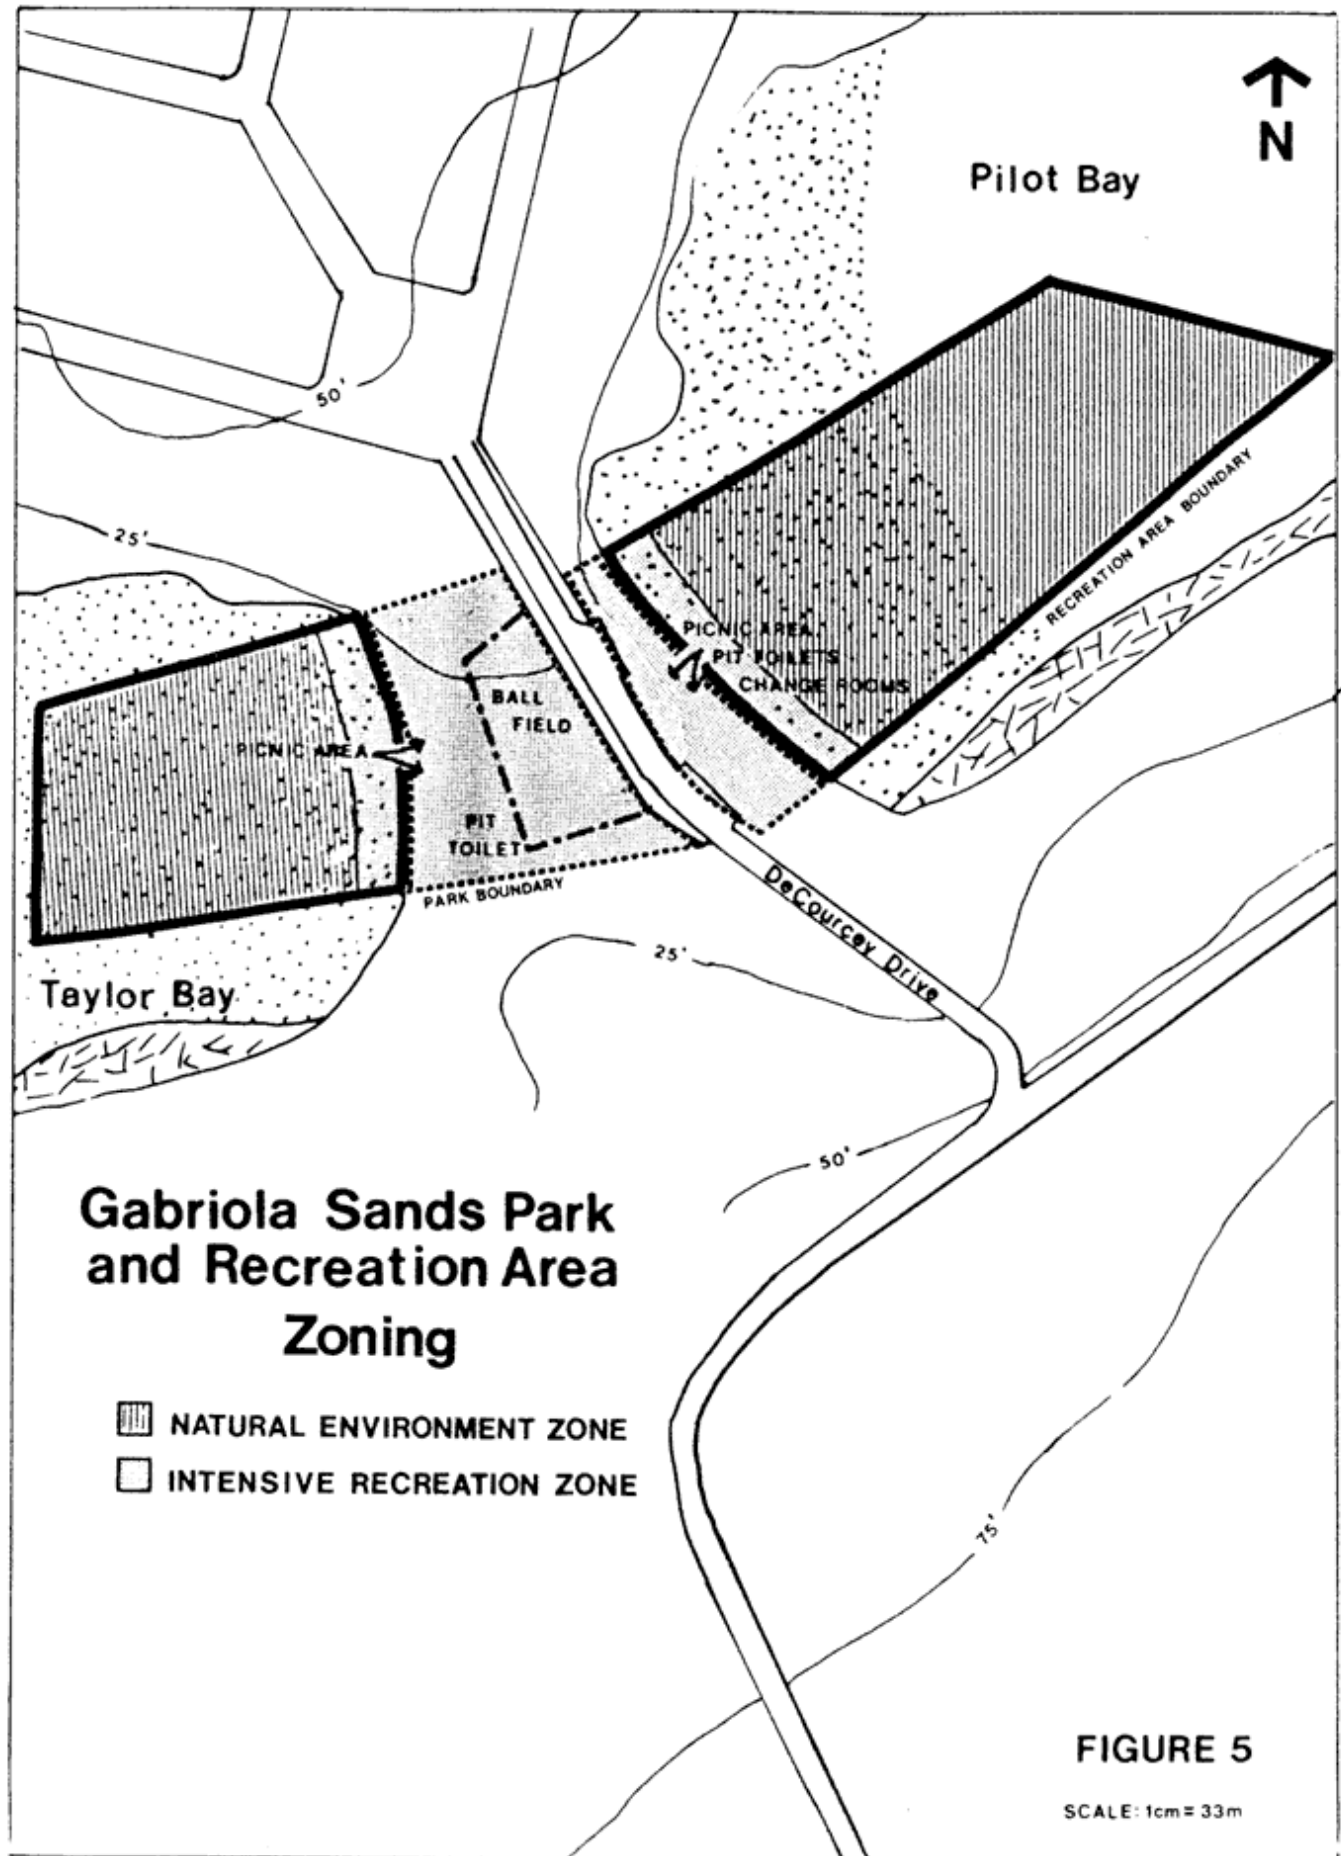 N
Pilot Bay
50'
25'
RECREATION AREA BOUNDARY
PICNIC AREA
PIT TOILETS
CHANGE ROOMS
BALL
FIELD
PICNIC AREA
PIT
TOILET
PARK BOUNDARY
DeCourcey Drive
25'
Taylor Bay
50'
Gabriola Sands Park
and Recreation Area
Zoning
NATURAL ENVIRONMENT ZONE
INTENSIVE RECREATION ZONE
75'
FIGURE 5
SCALE: 1cm = 33m